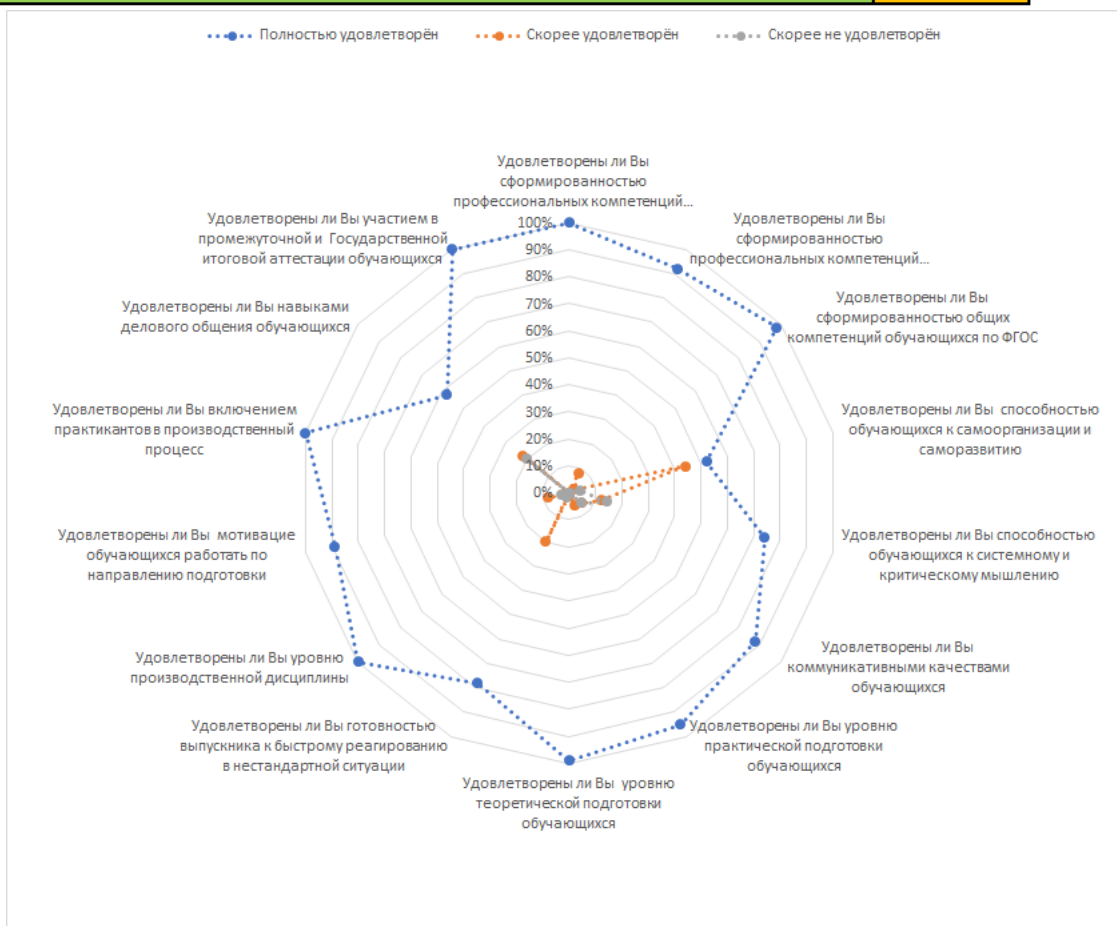 Полностью удовлетворён
Скорее удовлетворён
Скорее не удовлетворён
Удовлетворены ли Вы
сформированностью
профессиональных компетенций...
Удовлетворены ли Вы
сформированностью
профессиональных компетенций...
Удовлетворены ли Вы
сформированностью общих
компетенций обучающихся по ФГОС
Удовлетворены ли Вы  способностью
обучающихся к самоорганизации и
саморазвитию
Удовлетворены ли Вы способностью
обучающихся к системному и
критическому мышлению
Удовлетворены ли Вы
коммуникативными качествами
обучающихся
Удовлетворены ли Вы уровню
практической подготовки
обучающихся
Удовлетворены ли Вы  уровню
теоретической подготовки
обучающихся
Удовлетворены ли Вы готовностью
выпускника к быстрому реагированию
в нестандартной ситуации
Удовлетворены ли Вы уровню
производственной дисциплины
Удовлетворены ли Вы  мотивацие
обучающихся работать по
направлению подготовки
Удовлетворены ли Вы включением
практикантов в производственный
процесс
Удовлетворены ли Вы навыками
делового общения обучающихся
Удовлетворены ли Вы участием в
промежуточной и  Государственной
итоговой аттестации обучающихся
100%
90%
80%
70%
60%
50%
40%
30%
20%
10%
0%